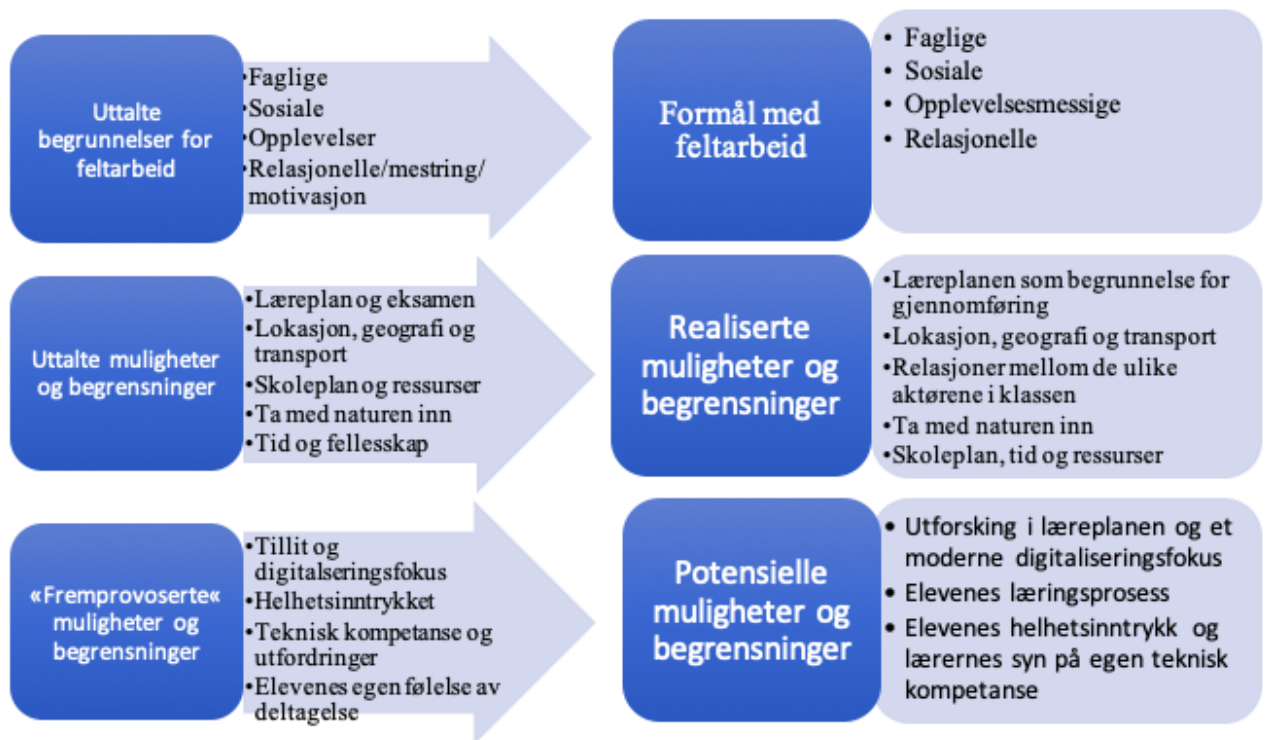 Uttalte
begrunnelser for
feltarbeid
•Faglige
•Sosiale
•Opplevelser
•Relasjonelle/mestring/
motivasjon
Formål med
feltarbeid
• Faglige
• Sosiale
• Opplevelsesmessige
• Relasjonelle
Uttalte muligheter
og begrensninger
•Læreplan og eksamen
•Lokasjon, geografi og
transport
•Skoleplan og ressurser
•Ta med naturen inn
•Tid og fellesskap
Realiserte
muligheter og
begrensninger
•Læreplanen som begrunnelse for
gjennomføring
•Lokasjon, geografi og transport
•Relasjoner mellom de ulike
aktørene i klassen
•Ta med naturen inn
•Skoleplan, tid og ressurser
«Fremprovoserte«
muligheter og
begrensninger
•Tillit og
digitalseringsfokus
•Helhetsinntrykket
•Teknisk kompetanse og
utfordringer
•Elevenes egen følelse av
deltagelse
Potensielle
muligheter og
begrensninger
• Utforsking i læreplanen og et
moderne digitaliseringsfokus
• Elevenes læringsprosess
• Elevenes helhetsinntrykk og
lærernes syn på egen teknisk
kompetanse